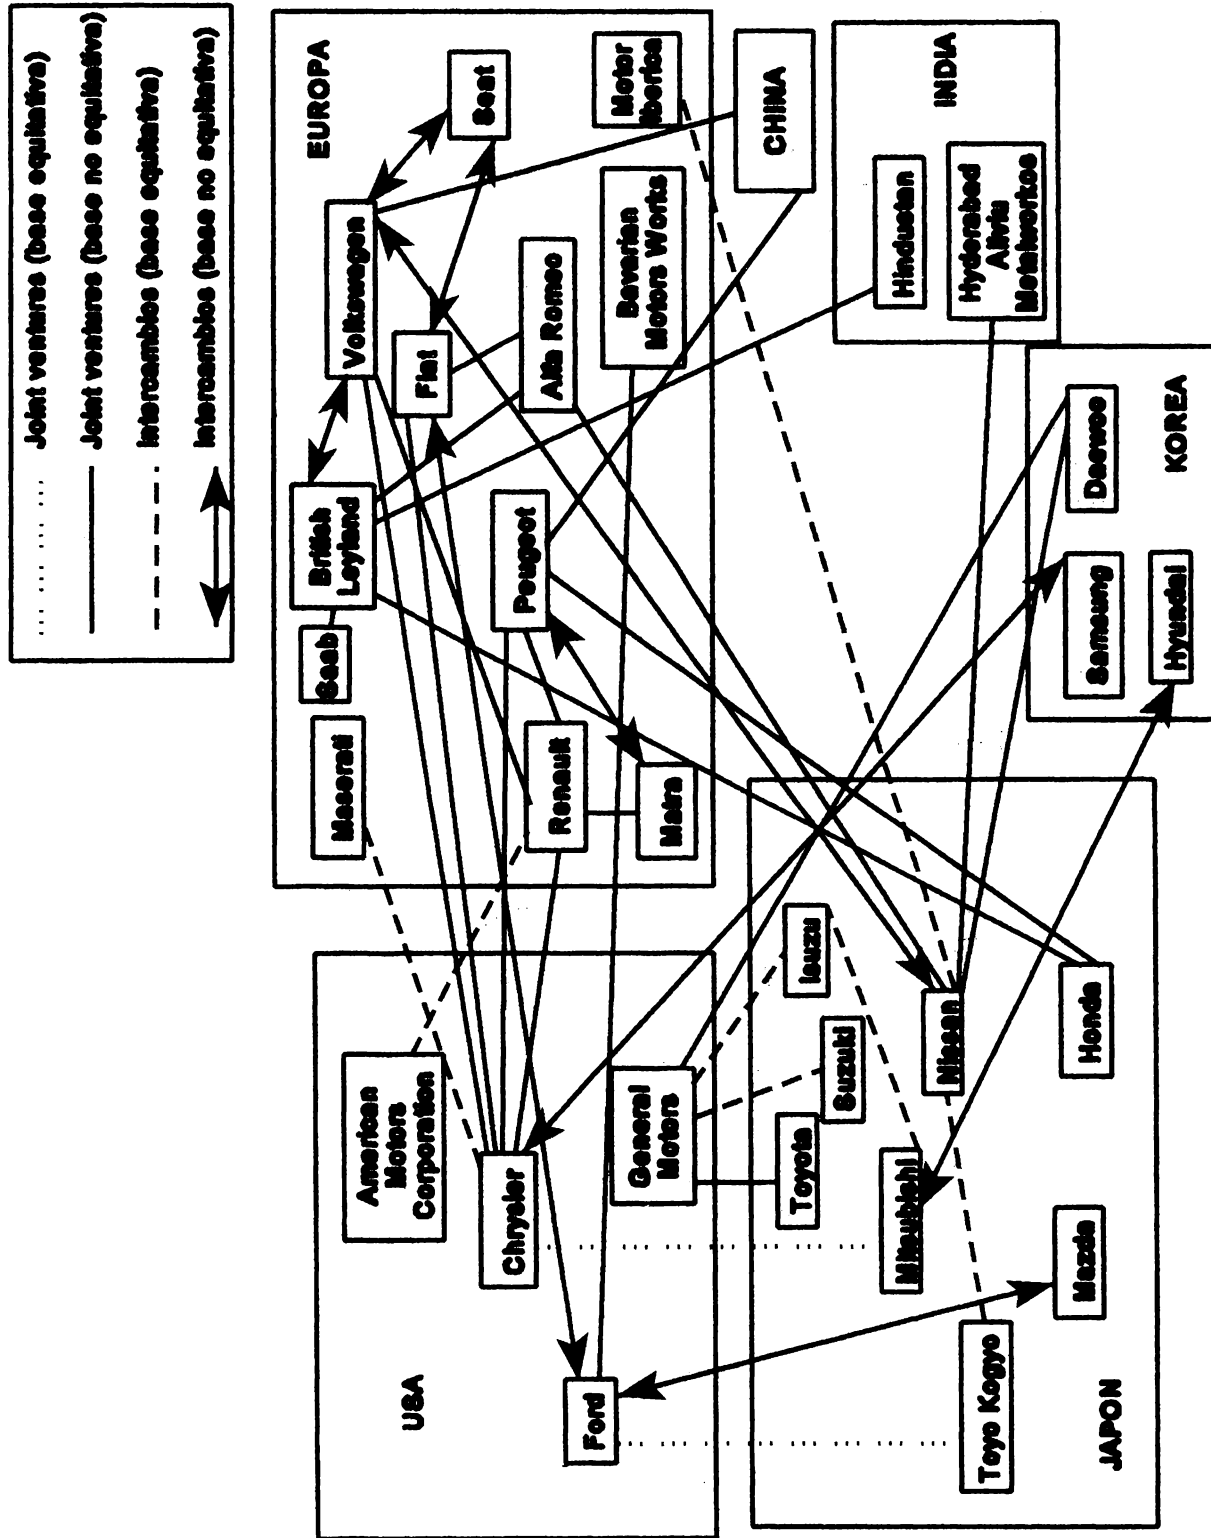 Joint ventures (base equitativa)
Joint ventures (base no equitativa)
Intercambios (base equitativa)
Intercambios (base no equitativa)
EUROPA
Maserati
Saab
British
Leyland
Volkswagen
Seat
Fiat
Renault
Peugeot
Alfa Romeo
Matra
Bavarian
Motors Works
Motor
Iberica
USA
American
Motors
Corporation
Chrysler
Ford
General
Motors
CHINA
INDIA
Hindustan
Hyderabad
Metalworkos
KOREA
Daewoo
Samsung
Hyundai
JAPON
Isuzu
Suzuki
Toyota
Mitsubishi
Nissan
Honda
Mazda
Toyo Kogyo